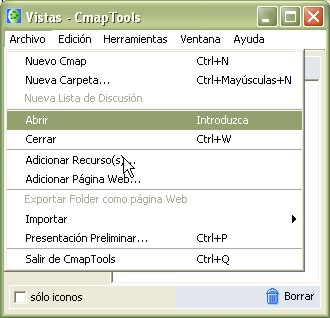 Vistas - CmapTools
Archivo Edición Herramientas Ventana Ayuda
Nuevo Cmap Ctrl+N
Nueva Carpeta... Ctrl+Mayúsculas+N
Nueva Lista de Discusión
Abrir Introduzca
Cerrar Ctrl+W
Adicionar Recurso(s)...
Adicionar Página Web...
Exportar Folder como página Web
Importar
Presentación Preliminar... Ctrl+P
Salir de CmapTools Ctrl+Q
sólo iconos Borrar